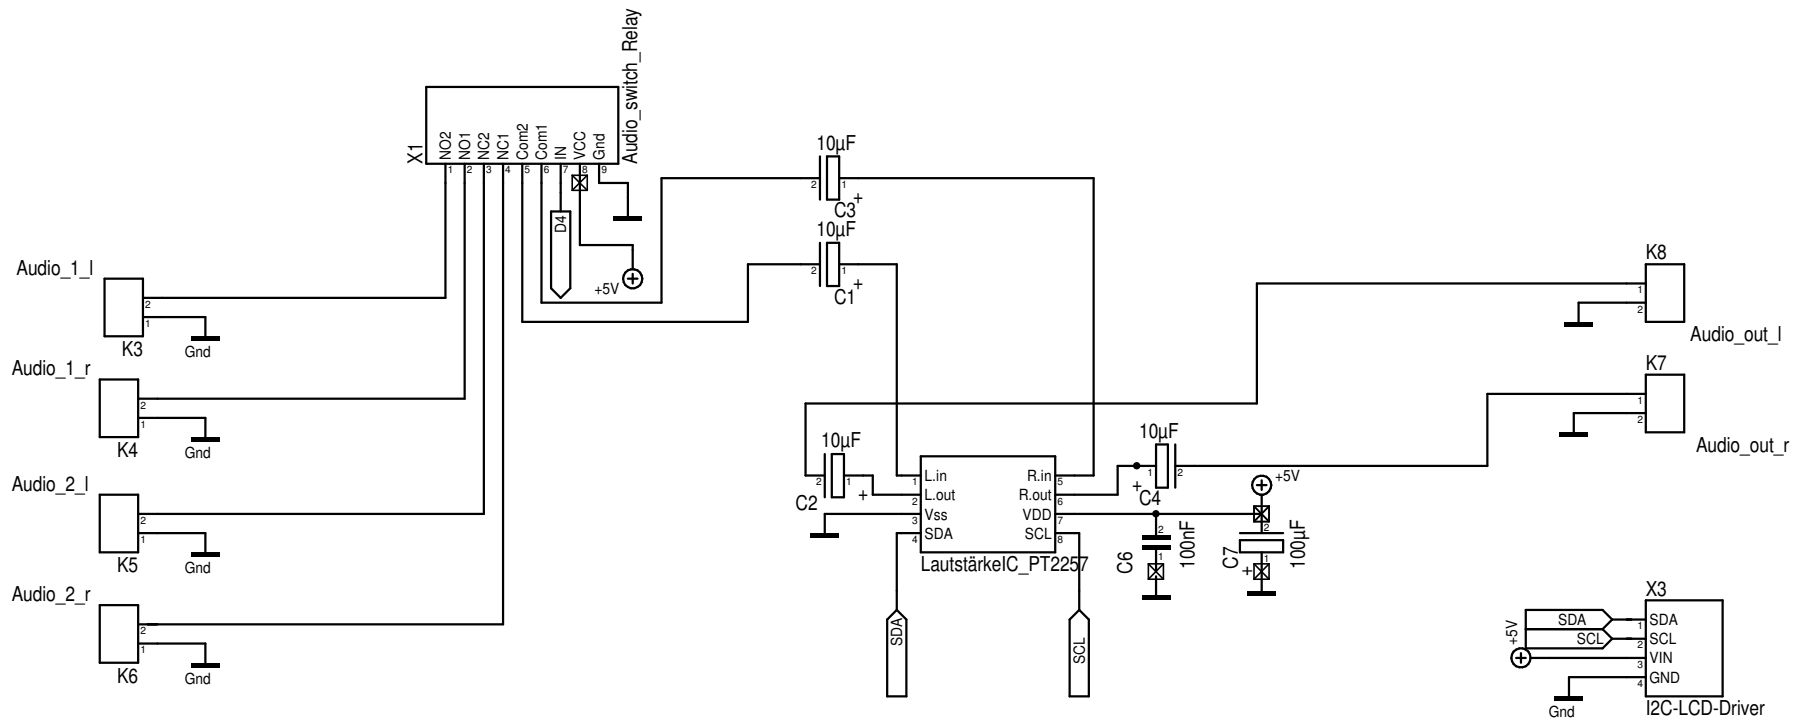 Audio_switch_Relay
X1
NO2
NO1
NC2
NC1
Com2
Com1
IN
VCC
Gnd
1
2
3
4
5
6
7
8
9
D4
+5V
10µF
2
1
+
C3
10µF
2
1
+
C1
Audio_1_l
2
1
K3
Gnd
Audio_1_r
2
1
K4
Gnd
Audio_2_l
2
1
K5
Gnd
Audio_2_r
2
1
K6
Gnd
K8
1
2
Audio_out_l
K7
1
2
Audio_out_r
10µF
2
1
+
C2
10µF
1
2
+
C4
L.in
L.out
Vss
SDA
1
2
3
4
R.in
R.out
VDD
SCL
5
6
7
8
LautstärkeIC_PT2257
SDA
SCL
+5V
2
1
C6
100nF
2
1
+
C7
100µF
X3
SDA
SCL
+5V
1
2
3
4
SDA
SCL
VIN
GND
Gnd
I2C-LCD-Driver